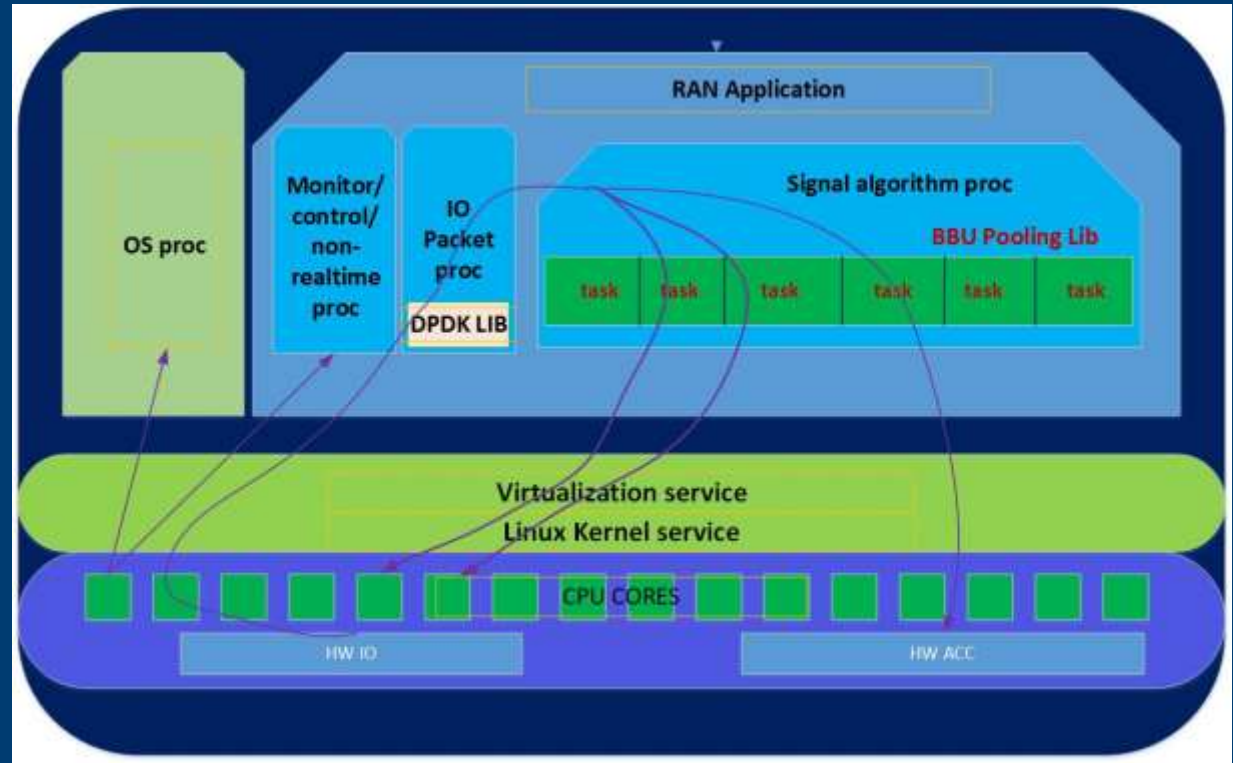 RAN Application
OS proc
Monitor/
control/
non-
realtime
proc
IO
Packet
proc
DPDK LIB
Signal algorithm proc
BBU Pooling Lib
task task task task task task
Virtualization service
Linux Kernel service
CPU CORES
HW IO
HW ACC